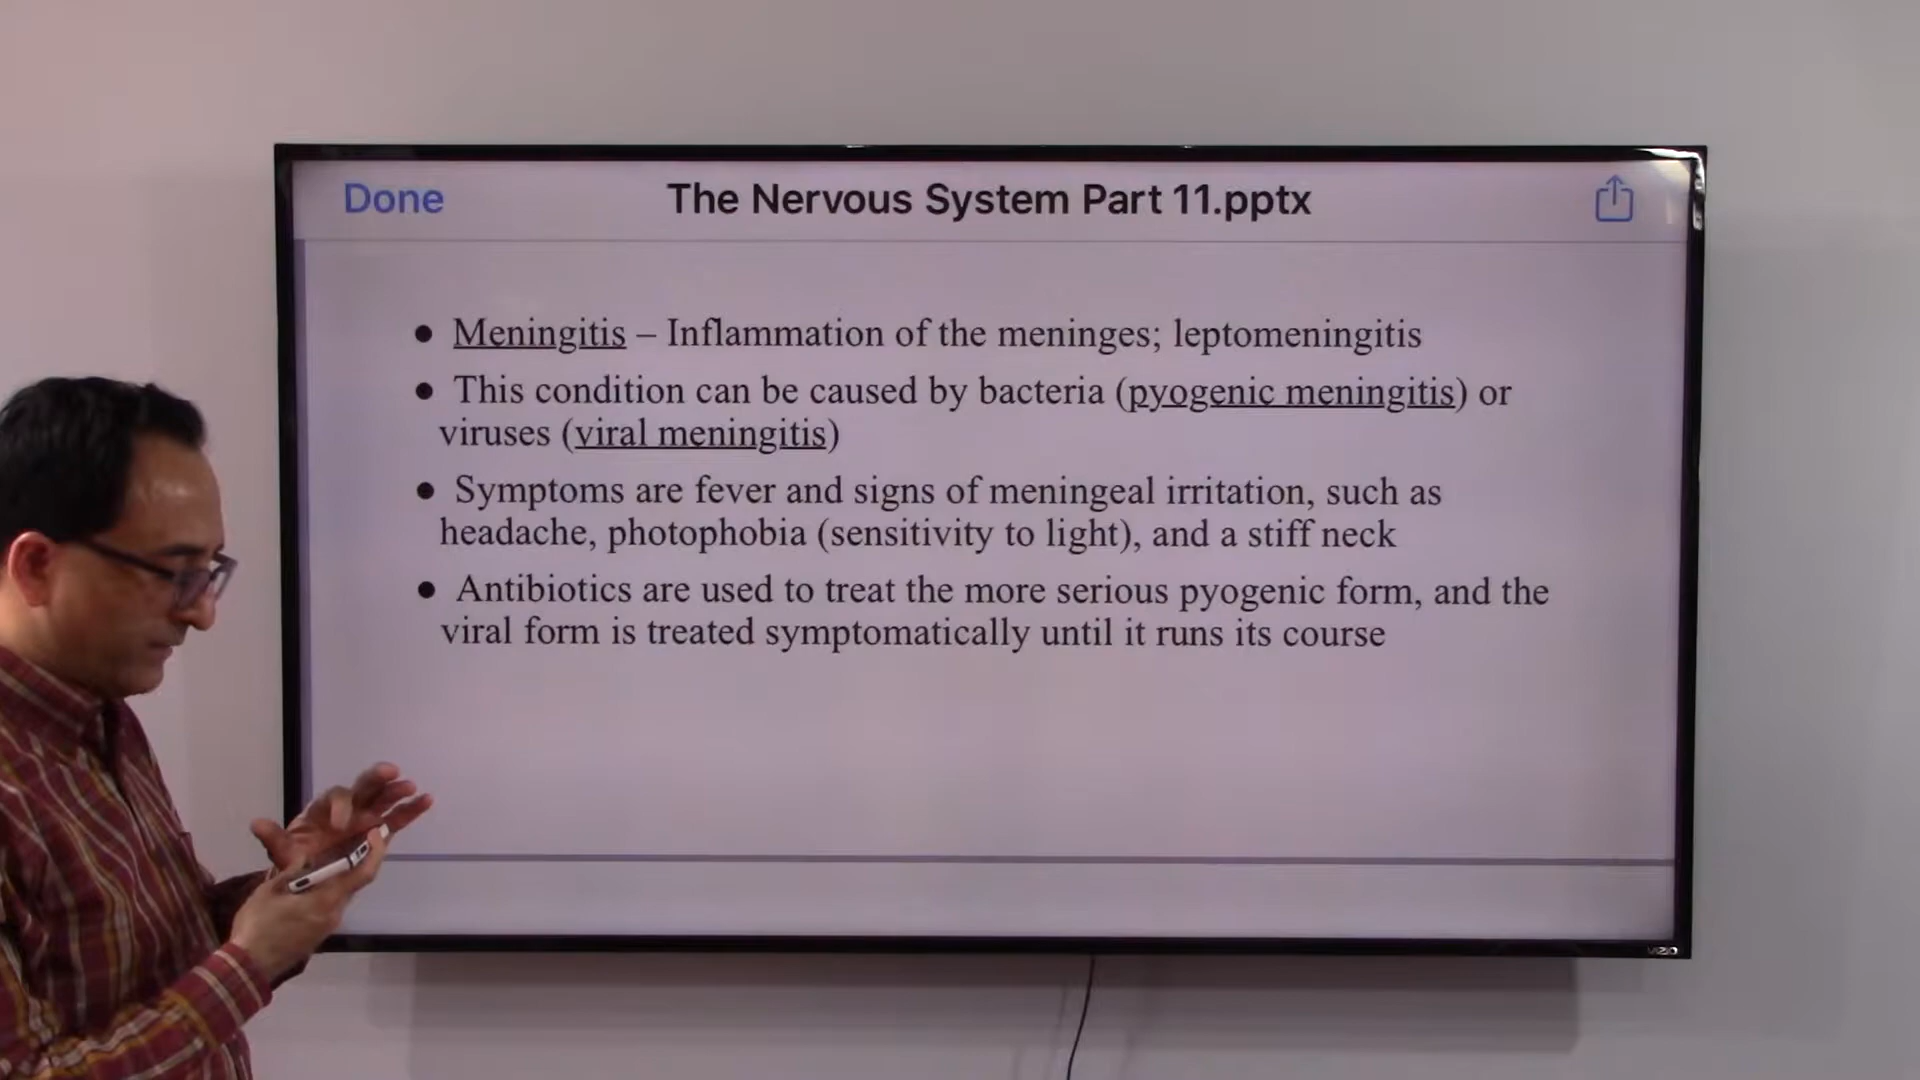 Done
The Nervous System Part 11.pptx
● Meningitis – Inflammation of the meninges; leptomeningitis
● This condition can be caused by bacteria (pyogenic meningitis) or
viruses (viral meningitis)
● Symptoms are fever and signs of meningeal irritation, such as
headache, photophobia (sensitivity to light), and a stiff neck
● Antibiotics are used to treat the more serious pyogenic form, and the
viral form is treated symptomatically until it runs its course
VIZIO